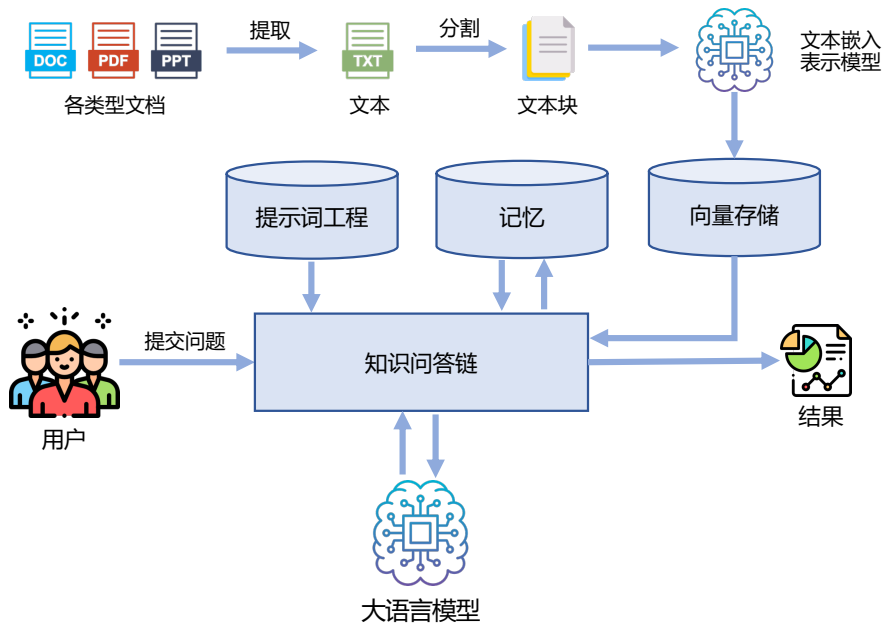 提取
分割
DOC
PDF
PPT
TXT
文本嵌入
表示模型
各类型文档
文本
文本块
提示词工程
记忆
向量存储
提交问题
知识问答链
用户
结果
大语言模型